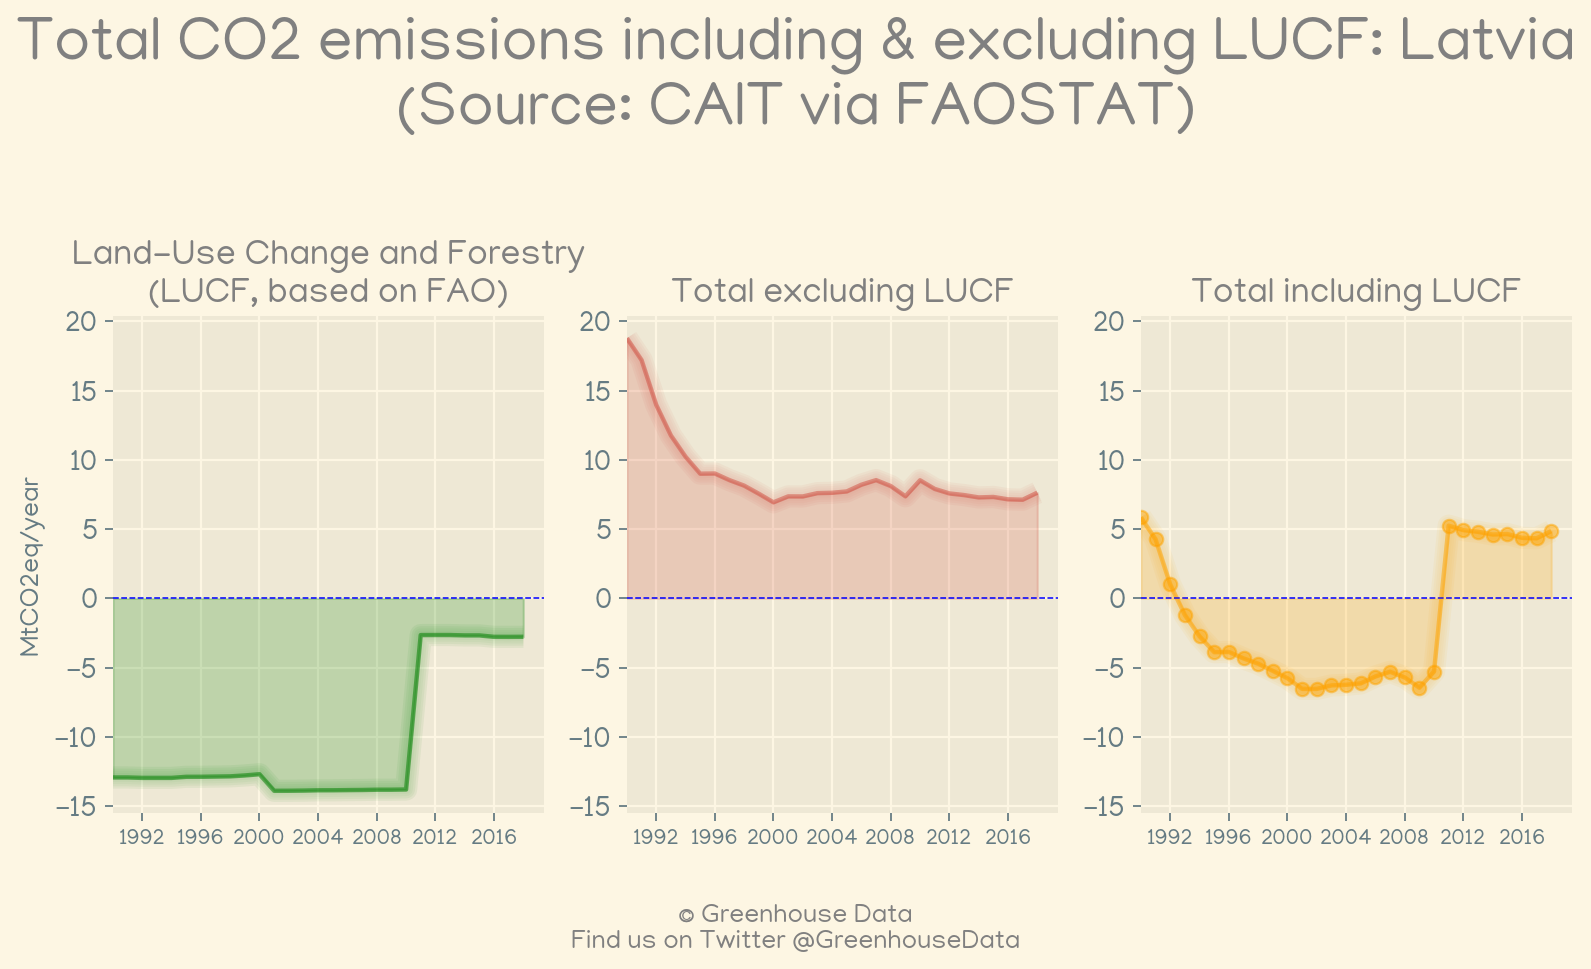 Total CO2 emissions including & excluding LUCF: Latvia
(Source: CAIT via FAOSTAT)
Land-Use Change and Forestry
(LUCF, based on FAO)
Total excluding LUCF
Total including LUCF
MtCO2eq/year
20
15
10
5
0
−5
−10
−15
1992 1996 2000 2004 2008 2012 2016
20
15
10
5
0
−5
−10
−15
1992 1996 2000 2004 2008 2012 2016
20
15
10
5
0
−5
−10
−15
1992 1996 2000 2004 2008 2012 2016
© Greenhouse Data
Find us on Twitter @GreenhouseData